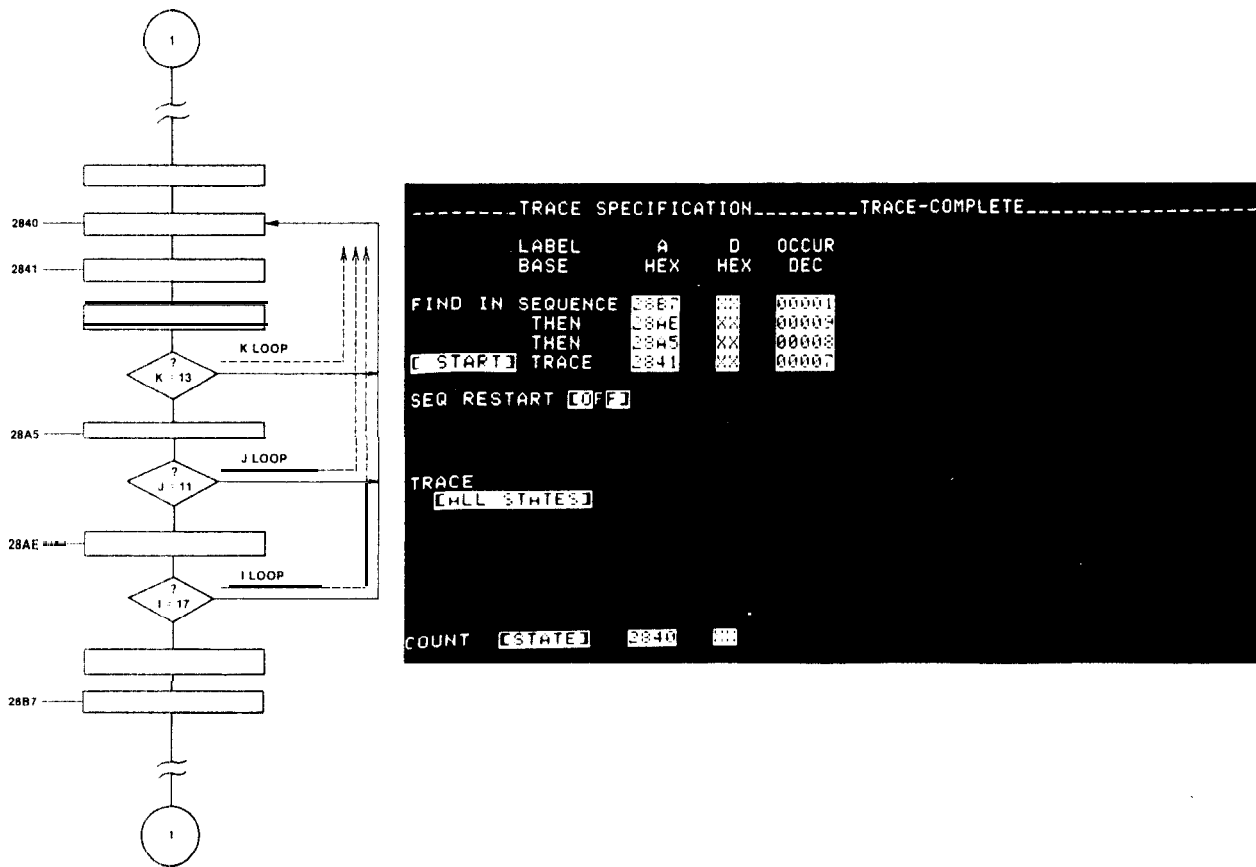 1
2840
2841
K LOOP
?
K = 13
28A5
J LOOP
?
J = 11
28AE
I LOOP
?
I = 17
28B7
1
TRACE SPECIFICATION TRACE-COMPLETE
LABEL A D OCCUR
BASE HEX HEX DEC
FIND IN SEQUENCE 28B7 XX 00001
THEN 28AE XX 00009
THEN 28A5 XX 00008
[ START] TRACE 2841 XX 00007
SEQ RESTART [OFF]
TRACE
[ALL STATES]
COUNT [STATE] 2840 XX